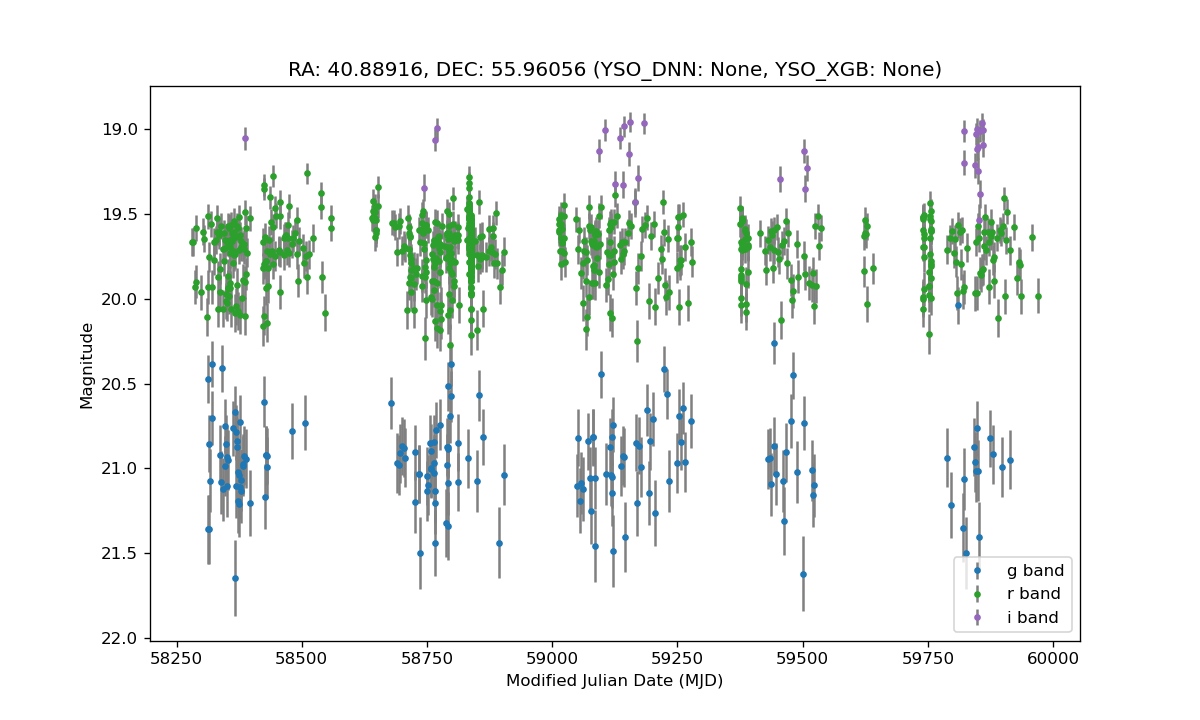 RA: 40.88916, DEC: 55.96056 (YSO_DNN: None, YSO_XGB: None)
19.0
19.5
20.0
20.5
21.0
21.5
22.0
Magnitude
g band
r band
i band
58250 58500 58750 59000 59250 59500 59750 60000
Modified Julian Date (MJD)